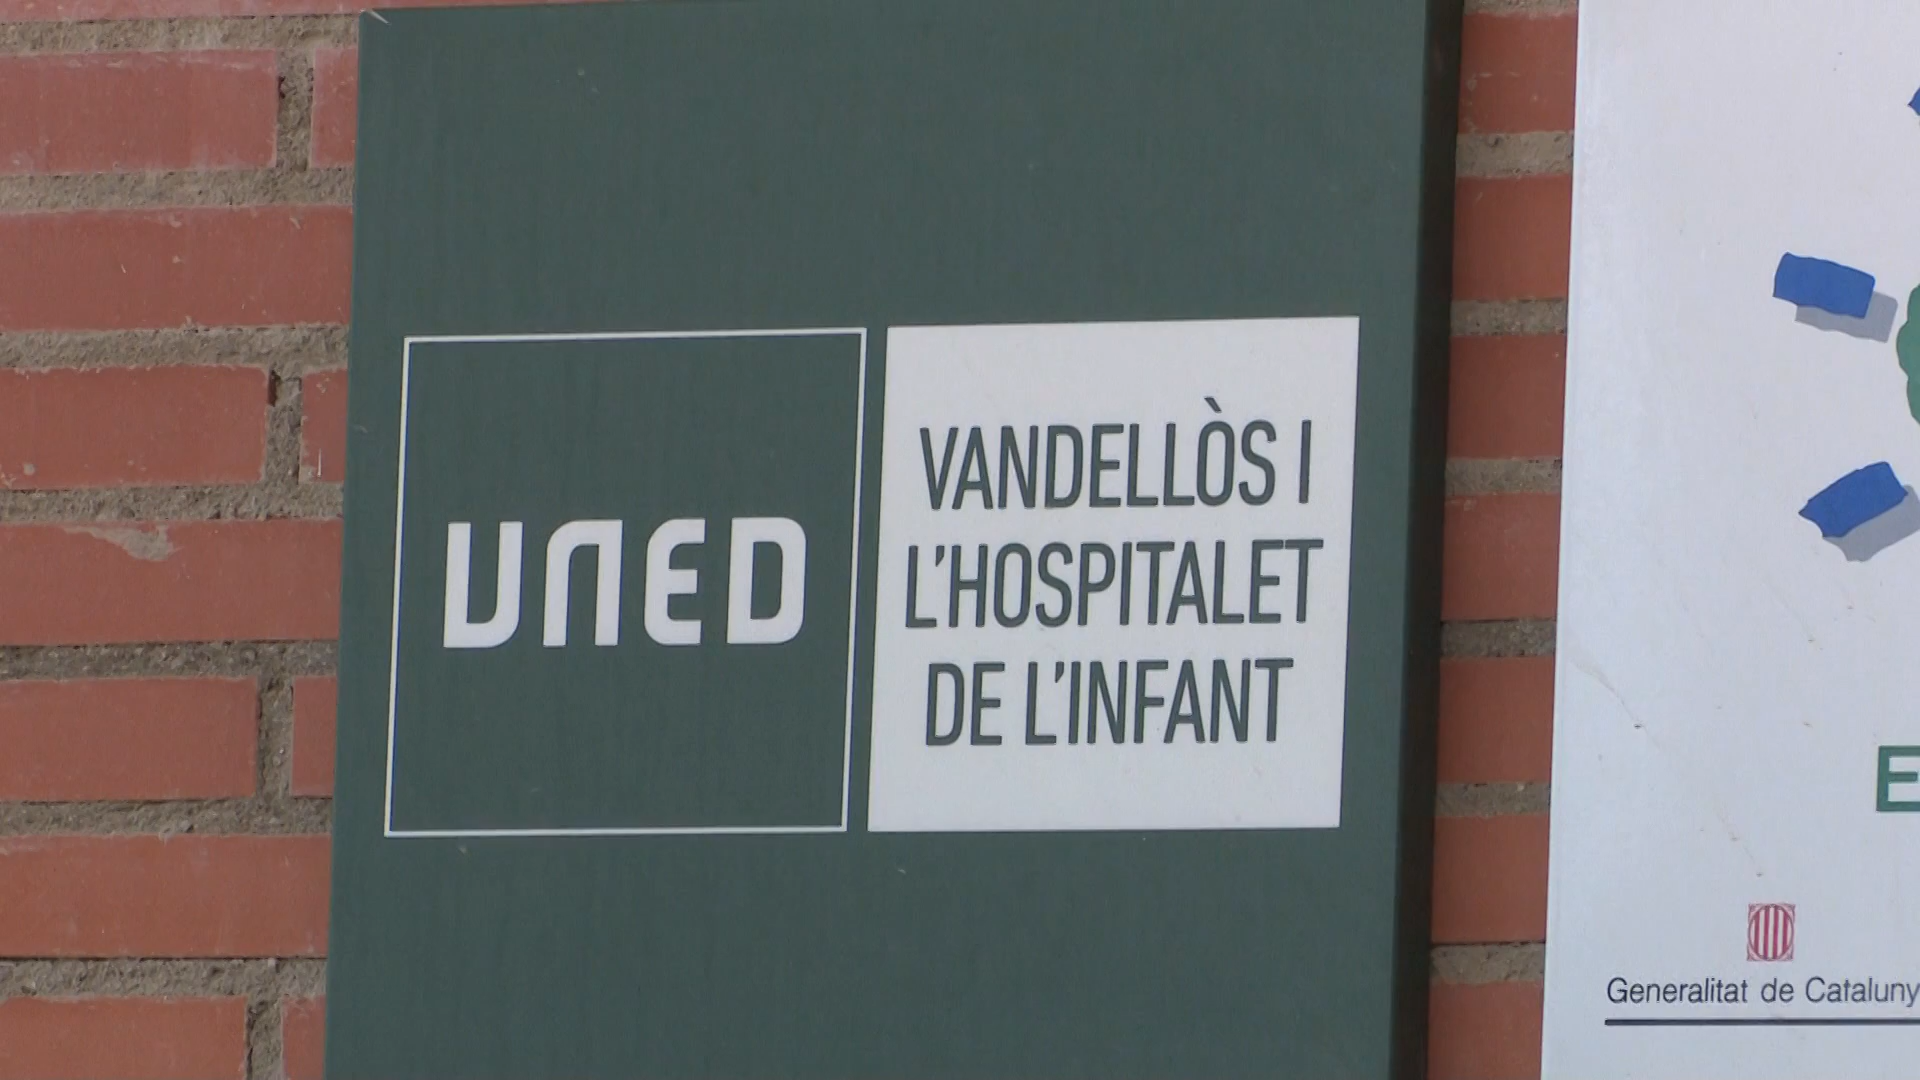 UNED
VANDELLÒS I
L'HOSPITALET
DE L'INFANT
E
Generalitat de Cataluny